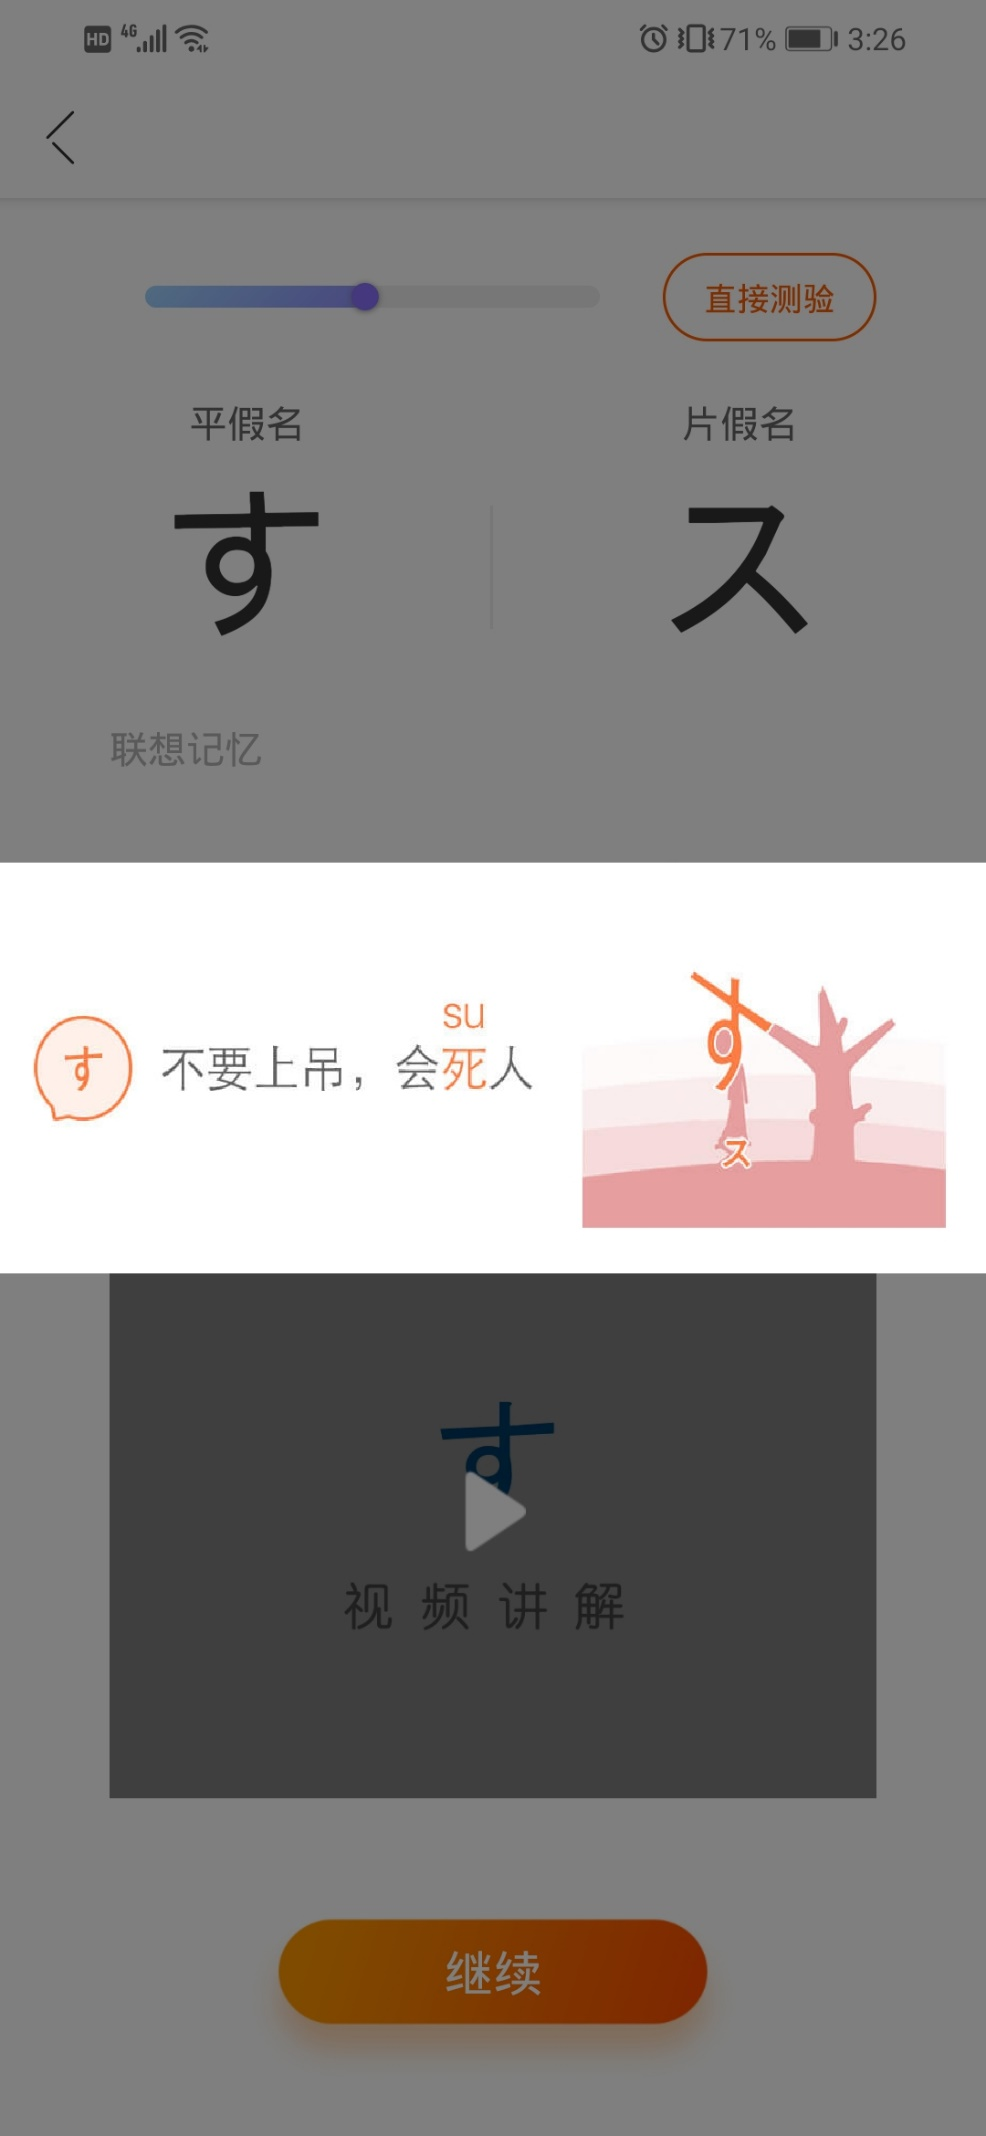 HD 4G 71% 3:26
直接测验
平假名 片假名
す ス
联想记忆
su
す 不要上吊，会死人
す
ス
す
视频讲解
继续